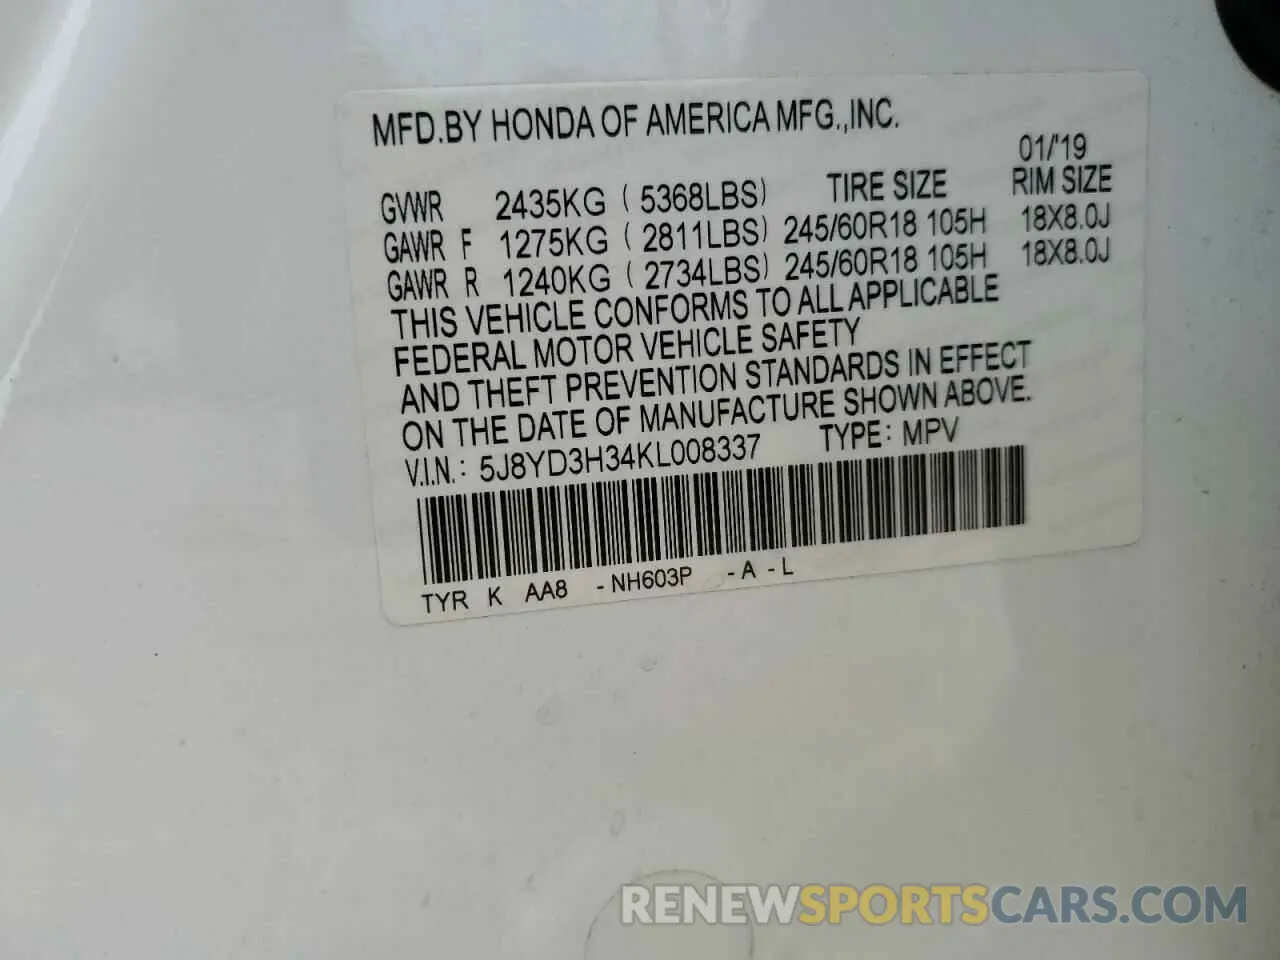 MFD.BY HONDA OF AMERICA MFG.,INC.
01/'19
GVWR 2435KG ( 5368LBS) TIRE SIZE RIM SIZE
GAWR F 1275KG ( 2811LBS) 245/60R18 105H 18X8.0J
GAWR R 1240KG ( 2734LBS) 245/60R18 105H 18X8.0J
THIS VEHICLE CONFORMS TO ALL APPLICABLE
FEDERAL MOTOR VEHICLE SAFETY
AND THEFT PREVENTION STANDARDS IN EFFECT
ON THE DATE OF MANUFACTURE SHOWN ABOVE.
V.I.N.: 5J8YD3H34KL008337 TYPE: MPV
TYR K AA8 -NH603P -A -L
RENEWSPORTSCARS.COM